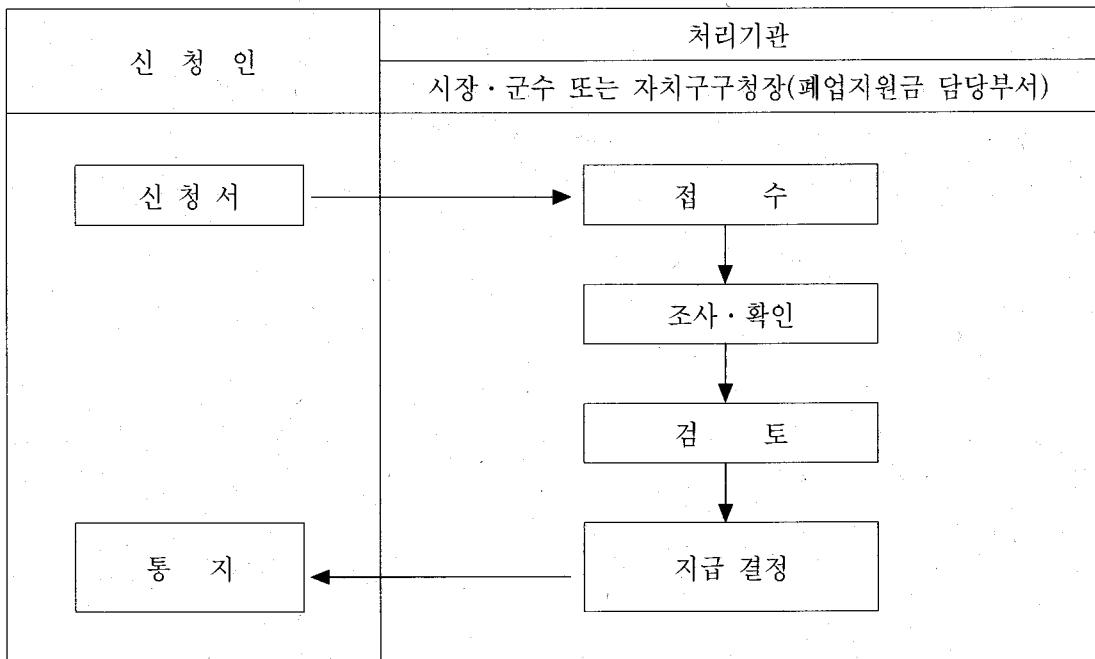 신 청 인
처리기관
시장·군수 또는 자치구구청장(폐업지원금 담당부서)
신 청 서
접 수
조사·확인
검 토
통 지
지급 결정